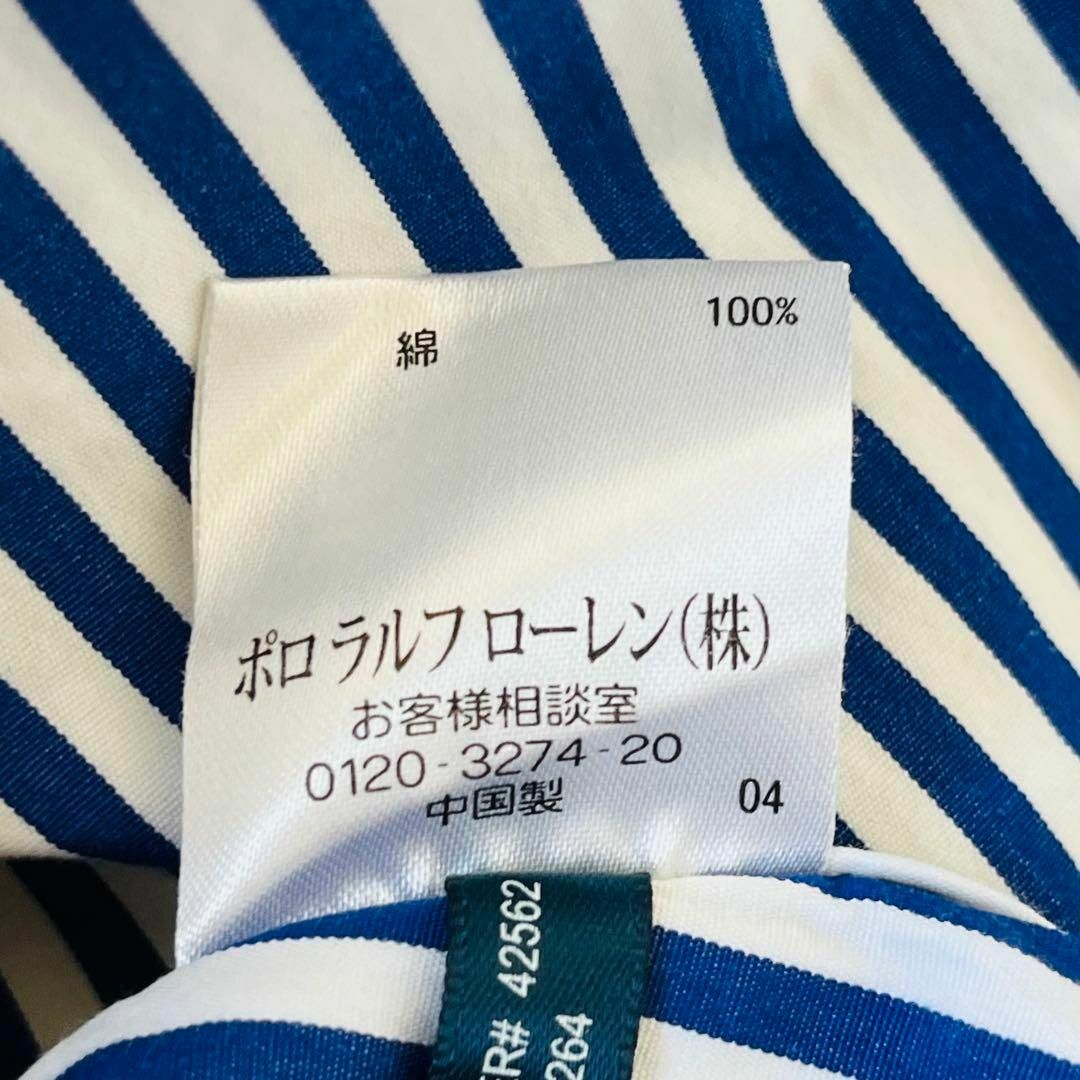 綿 100%
ポロ ラルフ ローレン(株)
お客様相談室
0120-3274-20
中国製 04
ER# 42562
264